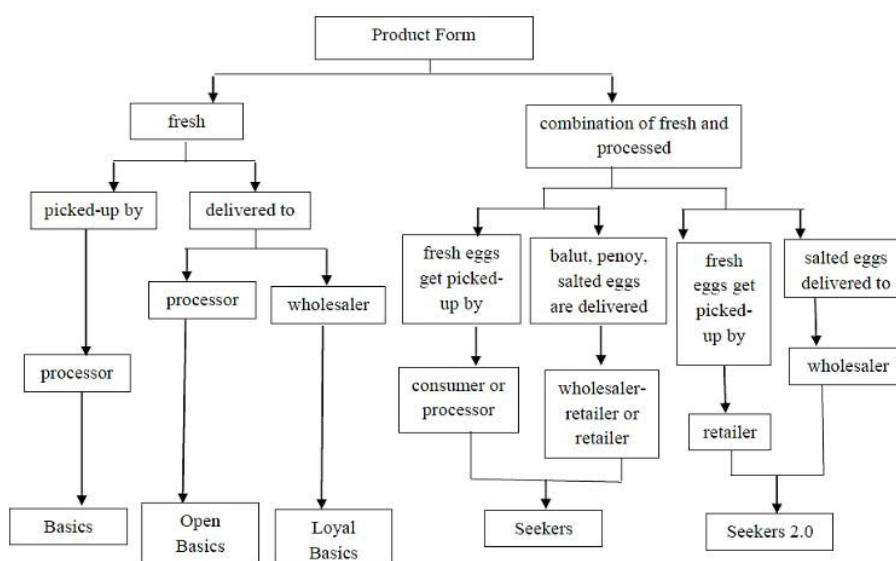 Product Form
fresh
combination of fresh and
processed
picked-up by
delivered to
fresh eggs
get picked-
up by
balut, penoy,
salted eggs
are delivered
fresh
eggs get
picked-
up by
salted eggs
delivered to
processor
wholesaler
processor
consumer or
processor
wholesaler-
retailer or
retailer
retailer
wholesaler
Basics
Open
Basics
Loyal
Basics
Seekers
Seekers 2.0